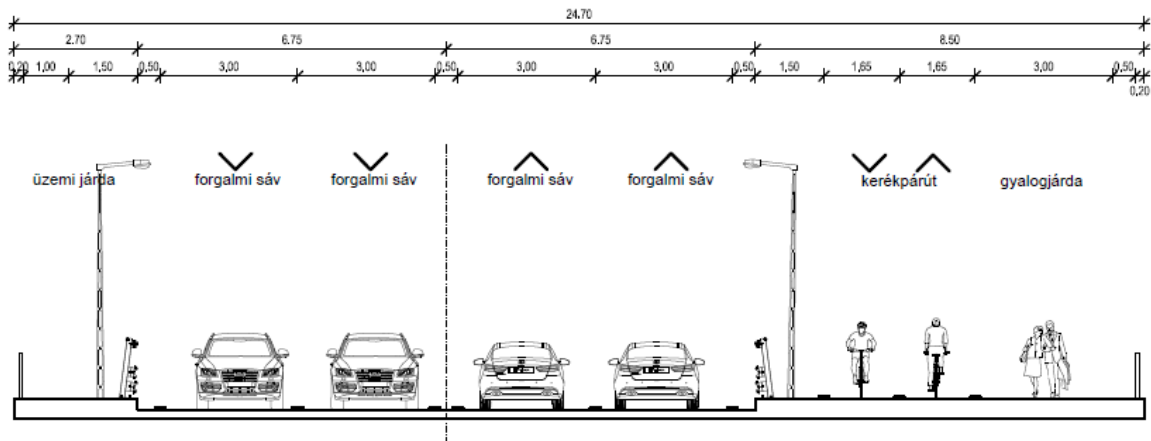 24.70
2.70 6.75 6.75 8.50
0,20 1,00 1,50 0,50 3,00 3,00 0,50 3,00 3,00 0,50 1,50 1,65 1,65 3,00 0,50
0,20
üzemi járda forgalmi sáv forgalmi sáv forgalmi sáv forgalmi sáv kerékpárút gyalogjárda